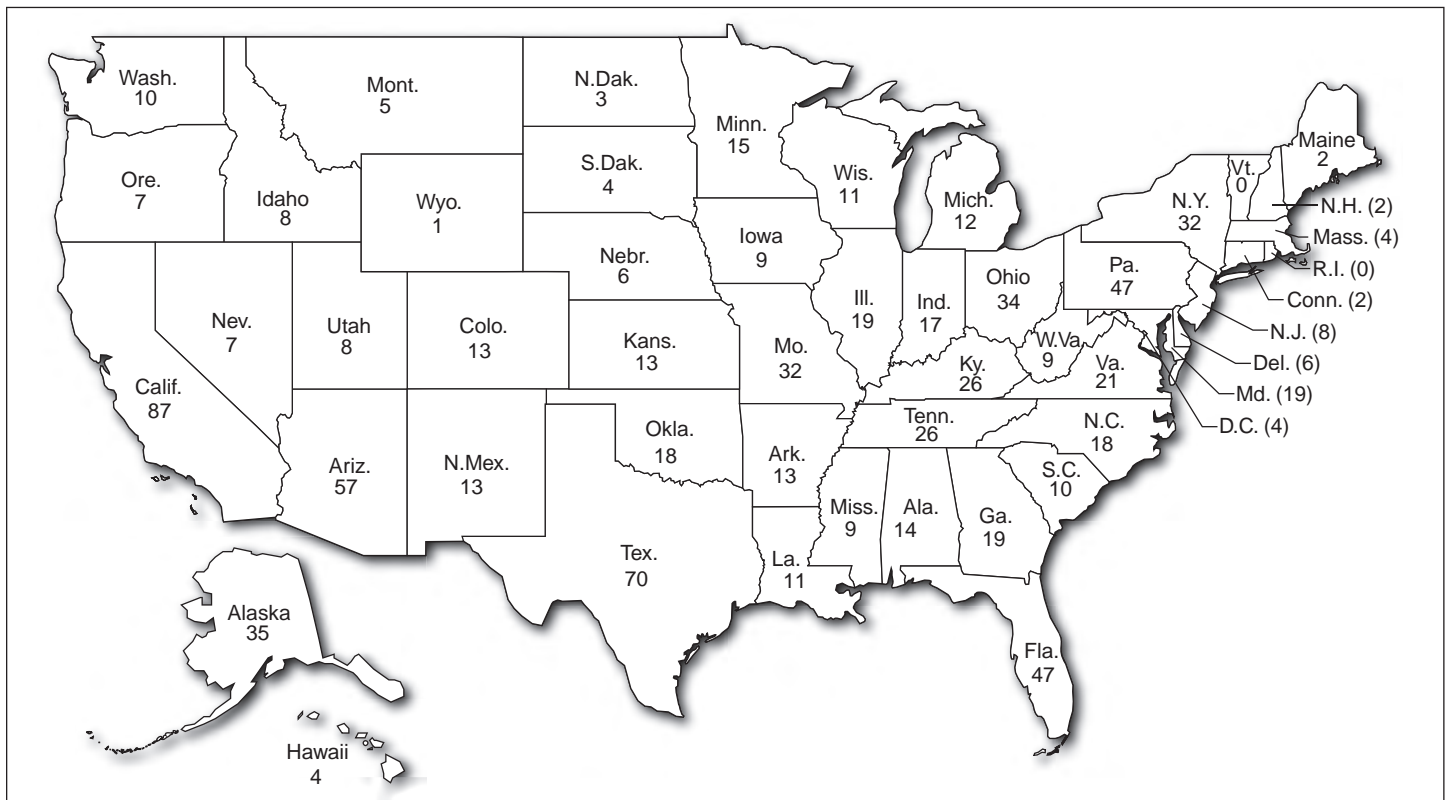 Wash.
10
Mont.
5
N.Dak.
3
Minn.
15
Maine
2
Vt.
0
N.H. (2)
Ore.
7
Idaho
8
Wyo.
1
S.Dak.
4
Wis.
11
Mich.
12
N.Y.
32
Mass. (4)
R.I. (0)
Conn. (2)
N.J. (8)
Del. (6)
Md. (19)
D.C. (4)
Iowa
9
Nebr.
6
Pa.
47
Ohio
34
Ill.
19
Ind.
17
Nev.
7
Utah
8
Colo.
13
Kans.
13
Mo.
32
W.Va
9
Va.
21
Ky.
26
Calif.
87
Tenn.
26
N.C.
18
Okla.
18
Ark.
13
Ariz.
57
N.Mex.
13
S.C.
10
Miss.
9
Ala.
14
Ga.
19
Tex.
70
La.
11
Alaska
35
Fla.
47
Hawaii
4